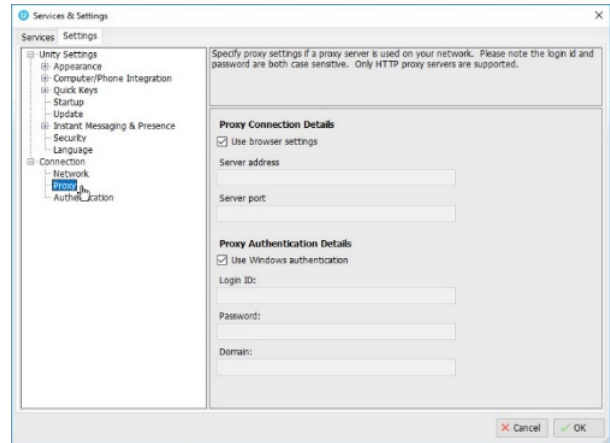 Services & Settings
Services Settings
Specify proxy settings if a proxy server is used on your network. Please note the login id and
password are both case sensitive. Only HTTP proxy servers are supported.
Unity Settings
Appearance
Computer/Phone Integration
Quick Keys
Startup
Update
Instant Messaging & Presence
Security
Language
Connection
Network
Proxy
Authentication
Proxy Connection Details
Use browser settings
Server address
Server port
Proxy Authentication Details
Use Windows authentication
Login ID:
Password:
Domain:
Cancel
OK